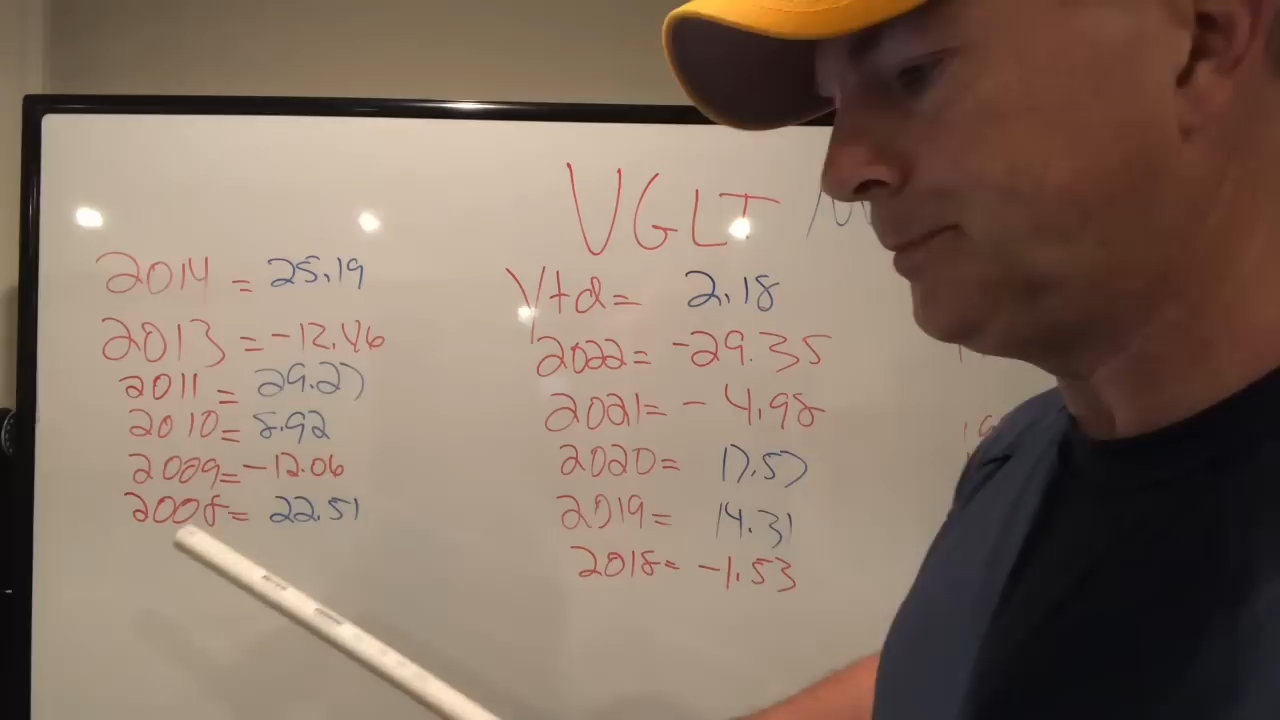 VGLT
2014 = 25.19
2013 = -12.46
2011 = 29.27
2010 = 8.92
2009 = -12.06
2008 = 22.51
Ytd = 2.18
2022 = -29.35
2021 = - 4.98
2020 = 17.57
2019 = 14.31
2018 = -1.53